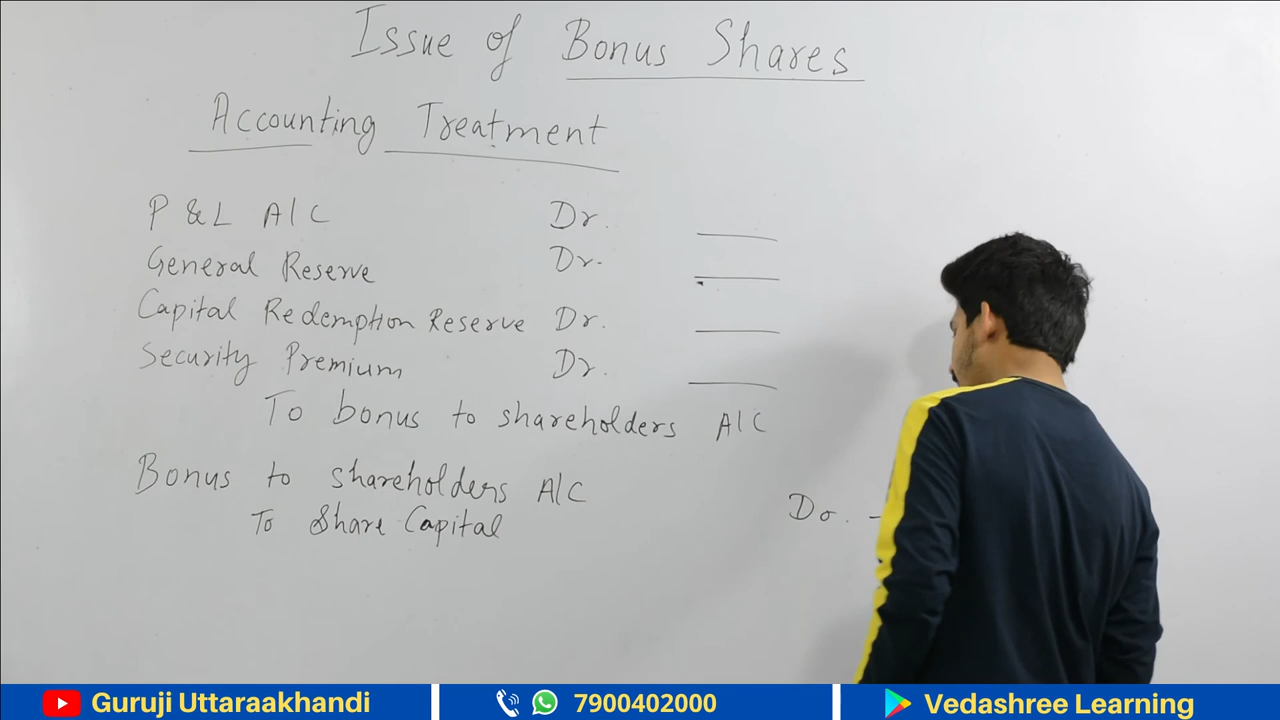 Issue of Bonus Shares
Accounting Treatment
P & L A/C Dr.
General Reserve Dr.
Capital Redemption Reserve Dr.
Security Premium Dr.
To bonus to shareholders A/C
Bonus to shareholders A/C Dr.
To Share Capital
Guruji Uttaraakhandi 7900402000 Vedashree Learning